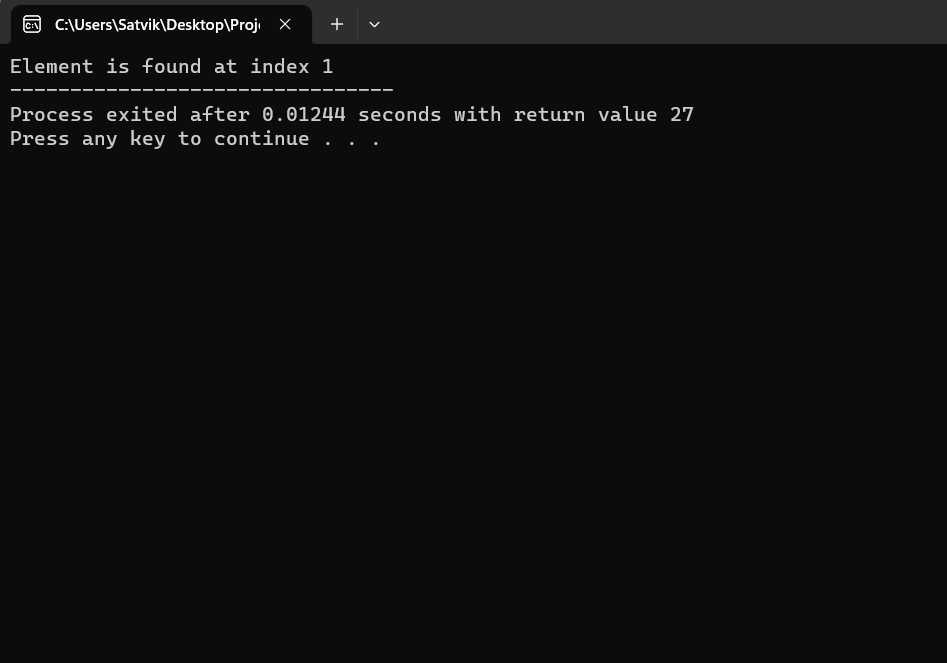 C:\Users\Satvik\Desktop\Proj
Element is found at index 1
--------------------------------
Process exited after 0.01244 seconds with return value 27
Press any key to continue . . .